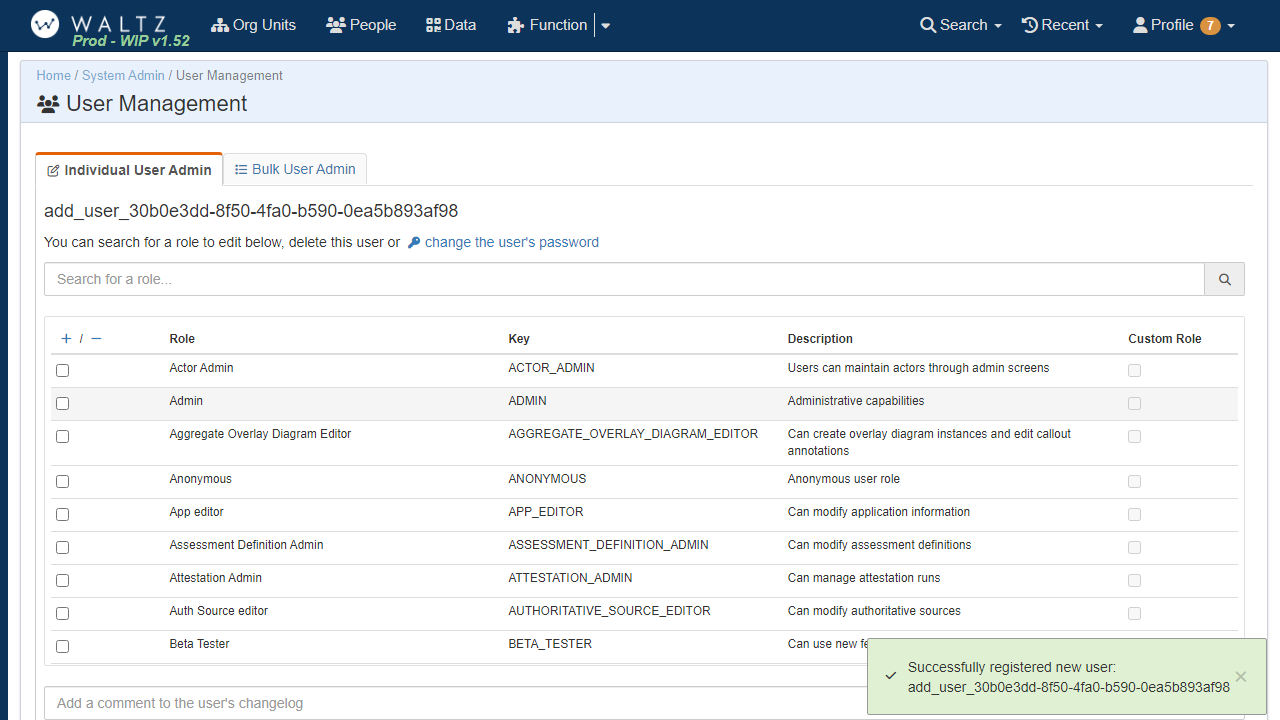 WALTZ
Prod - WIP v1.52
Org Units
People
Data
Function
Search
Recent
Profile 7
Home / System Admin / User Management
User Management
Individual User Admin
Bulk User Admin
add_user_30b0e3dd-8f50-4fa0-b590-0ea5b893af98
You can search for a role to edit below, delete this user or change the user's password
Search for a role...
+ / − Role Key Description Custom Role
Actor Admin ACTOR_ADMIN Users can maintain actors through admin screens
Admin ADMIN Administrative capabilities
Aggregate Overlay Diagram Editor AGGREGATE_OVERLAY_DIAGRAM_EDITOR Can create overlay diagram instances and edit callout
annotations
Anonymous ANONYMOUS Anonymous user role
App editor APP_EDITOR Can modify application information
Assessment Definition Admin ASSESSMENT_DEFINITION_ADMIN Can modify assessment definitions
Attestation Admin ATTESTATION_ADMIN Can manage attestation runs
Auth Source editor AUTHORITATIVE_SOURCE_EDITOR Can modify authoritative sources
Beta Tester BETA_TESTER Can use new
Successfully registered new user:
add_user_30b0e3dd-8f50-4fa0-b590-0ea5b893af98
×
Add a comment to the user's changelog